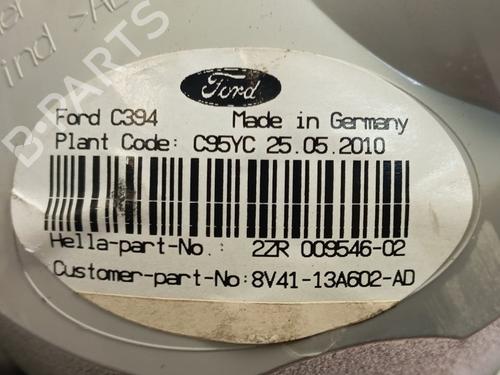 B-PARTS
Ford
Ford C394 Made in Germany
Plant Code: C95YC 25.05.2010
Hella-part-No.: 2ZR 009546-02
Customer-part-No:8V41-13A602-AD